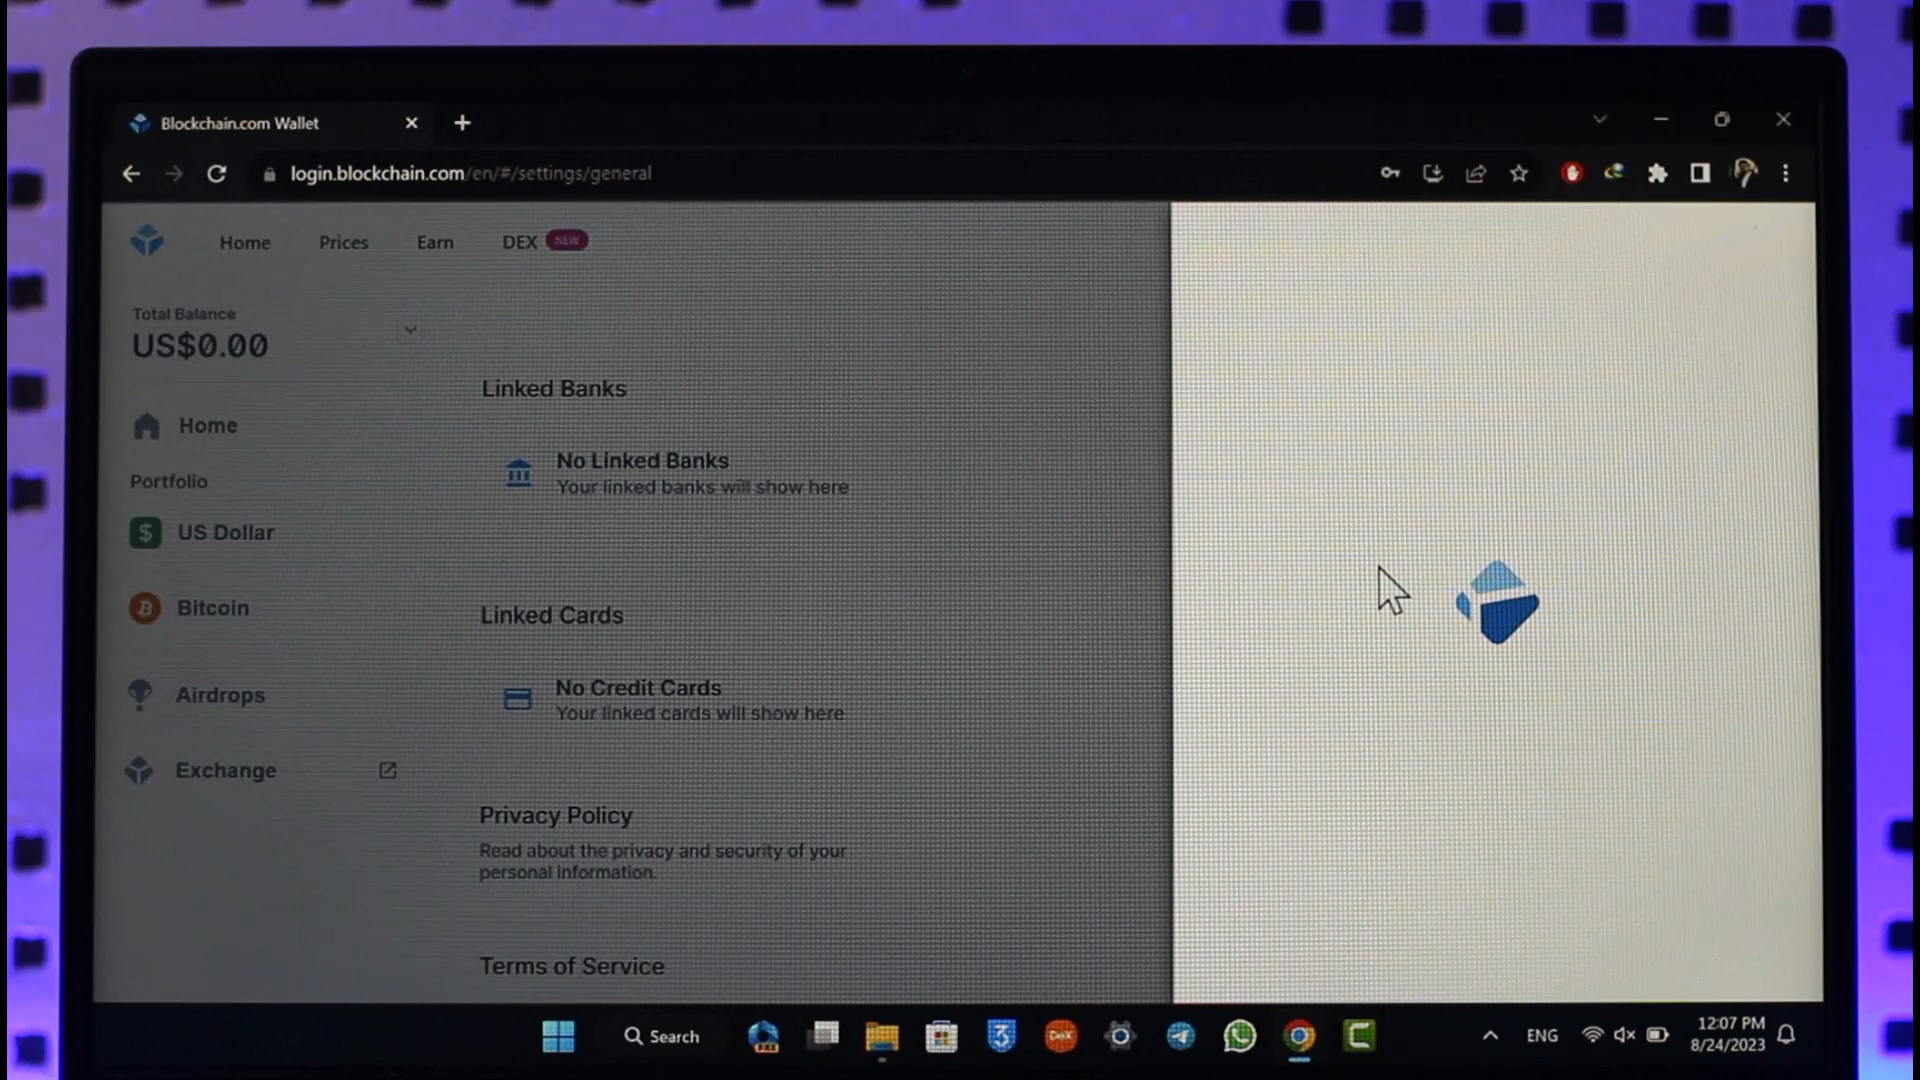 Blockchain.com Wallet
login.blockchain.com/en/#/settings/general
Home Prices Earn DEX NEW
Total Balance
US$0.00
Home
Portfolio
US Dollar
Bitcoin
Airdrops
Exchange
Linked Banks
No Linked Banks
Your linked banks will show here
Linked Cards
No Credit Cards
Your linked cards will show here
Privacy Policy
Read about the privacy and security of your
personal information.
Terms of Service
Search
ENG
12:07 PM
8/24/2023